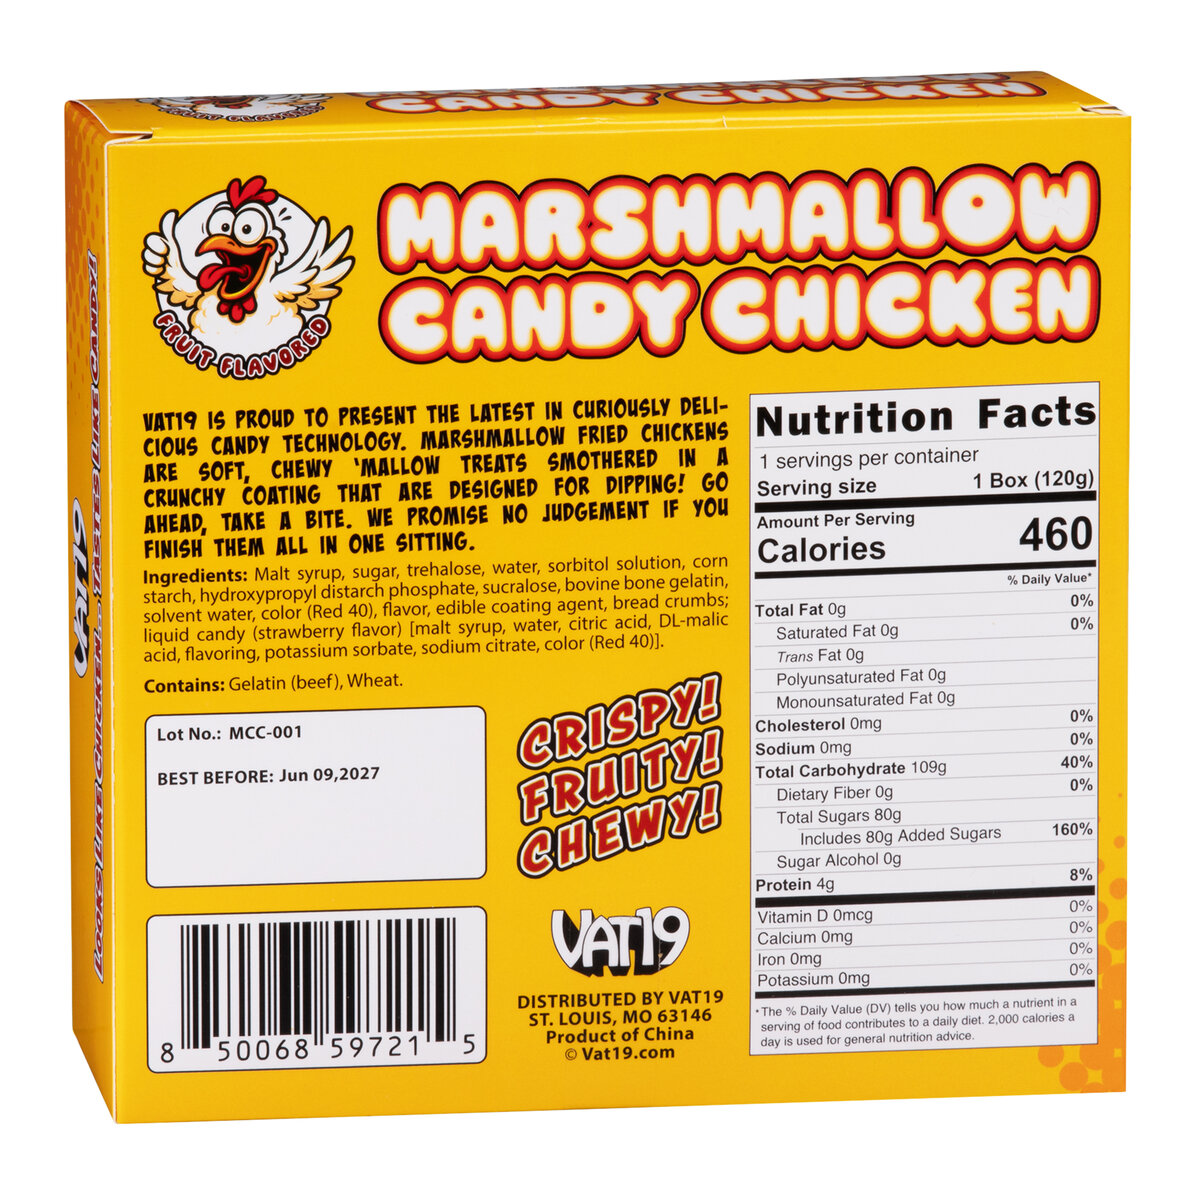 MARSHMALLOW
CANDY CHICKEN
FRUIT FLAVORED
MARSHMALLOW
CANDY CHICKEN
VAT19 IS PROUD TO PRESENT THE LATEST IN CURIOUSLY DELI-
CIOUS CANDY TECHNOLOGY. MARSHMALLOW FRIED CHICKENS
ARE SOFT, CHEWY 'MALLOW TREATS SMOTHERED IN A
CRUNCHY COATING THAT ARE DESIGNED FOR DIPPING! GO
AHEAD, TAKE A BITE. WE PROMISE NO JUDGEMENT IF YOU
FINISH THEM ALL IN ONE SITTING.
Ingredients: Malt syrup, sugar, trehalose, water, sorbitol solution, corn
starch, hydroxypropyl distarch phosphate, sucralose, bovine bone gelatin,
solvent water, color (Red 40), flavor, edible coating agent, bread crumbs;
liquid candy (strawberry flavor) [malt syrup, water, citric acid, DL-malic
acid, flavoring, potassium sorbate, sodium citrate, color (Red 40)].
Contains: Gelatin (beef), Wheat.
Lot No.: MCC-001
BEST BEFORE: Jun 09,2027
CRISPY!
FRUITY!
CHEWY!
8 50068 59721 5
VAT19
DISTRIBUTED BY VAT19
ST. LOUIS, MO 63146
Product of China
© Vat19.com
Nutrition Facts
1 servings per container
Serving size 1 Box (120g)
Amount Per Serving
Calories 460
% Daily Value*
Total Fat 0g 0%
Saturated Fat 0g 0%
Trans Fat 0g
Polyunsaturated Fat 0g
Monounsaturated Fat 0g
Cholesterol 0mg 0%
Sodium 0mg 0%
Total Carbohydrate 109g 40%
Dietary Fiber 0g 0%
Total Sugars 80g
Includes 80g Added Sugars 160%
Sugar Alcohol 0g
Protein 4g 8%
Vitamin D 0mcg 0%
Calcium 0mg 0%
Iron 0mg 0%
Potassium 0mg 0%
*The % Daily Value (DV) tells you how much a nutrient in a
serving of food contributes to a daily diet. 2,000 calories a
day is used for general nutrition advice.
VAT19
LOOKS LIKE CHICKEN... TASTES LIKE CANDY!